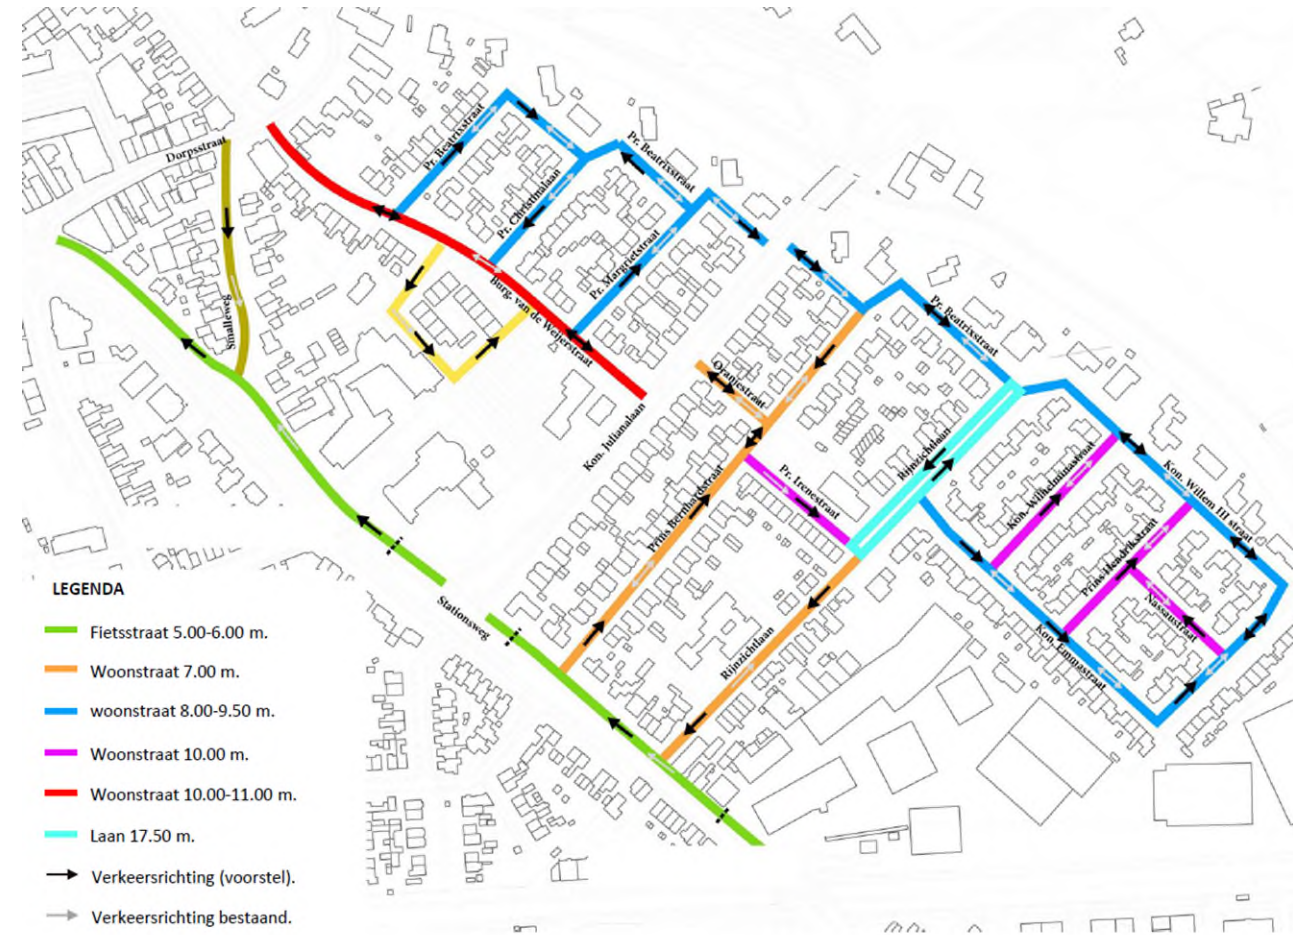 Dorpsstraat
Smalleweg
Pr. Beatrixstraat
Pr. Christinalaan
Pr. Beatrixstraat
Pr. Margrietstraat
Burg. van de Weijerstraat
Kon. Julianalaan
Oranjestraat
Pr. Beatrixstraat
Prins Bernhardstraat
Pr. Irenestraat
Rijnzichtlaan
Kon. Wilhelminastraat
Kon. Willem III straat
Prins Hendrikstraat
Nassaustraat
Kon. Emmastraat
Stationsweg
Rijnzichtlaan
LEGENDA
Fietsstraat 5.00-6.00 m.
Woonstraat 7.00 m.
woonstraat 8.00-9.50 m.
Woonstraat 10.00 m.
Woonstraat 10.00-11.00 m.
Laan 17.50 m.
Verkeersrichting (voorstel).
Verkeersrichting bestaand.